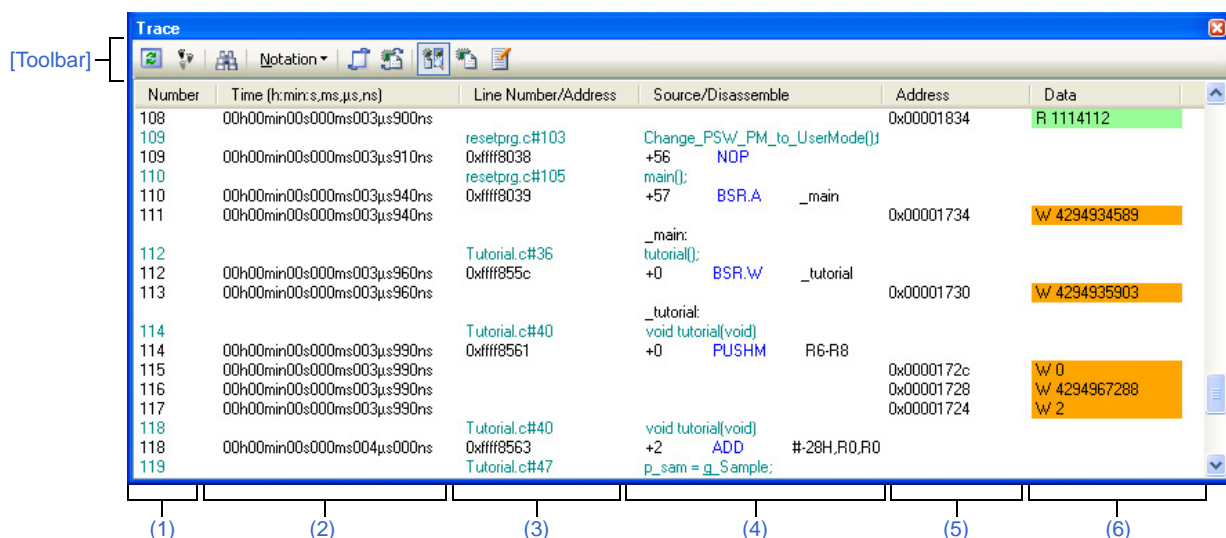 Trace
[Toolbar]
Notation
Number Time (h:min:s,ms,µs,ns) Line Number/Address Source/Disassemble Address Data
108 00h00min00s000ms003µs900ns 0x00001834 R 1114112
109 resetprg.c#103 Change_PSW_PM_to_UserMode();
109 00h00min00s000ms003µs910ns 0xffff8038 +56 NOP
110 resetprg.c#105 main();
110 00h00min00s000ms003µs940ns 0xffff8039 +57 BSR.A _main
111 00h00min00s000ms003µs940ns 0x00001734 W 4294934589
_main:
112 Tutorial.c#36 tutorial();
112 00h00min00s000ms003µs960ns 0xffff855c +0 BSR.W _tutorial
113 00h00min00s000ms003µs960ns 0x00001730 W 4294935903
_tutorial:
114 Tutorial.c#40 void tutorial(void)
114 00h00min00s000ms003µs990ns 0xffff8561 +0 PUSHM R6-R8
115 00h00min00s000ms003µs990ns 0x0000172c W 0
116 00h00min00s000ms003µs990ns 0x00001728 W 4294967288
117 00h00min00s000ms003µs990ns 0x00001724 W 2
118 Tutorial.c#40 void tutorial(void)
118 00h00min00s000ms004µs000ns 0xffff8563 +2 ADD #-28H,R0,R0
119 Tutorial.c#47 p_sam = g_Sample;
(1) (2) (3) (4) (5) (6)